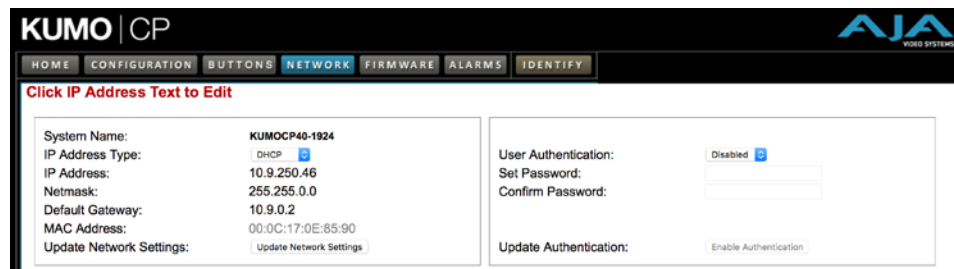 KUMO | CP
AJA
VIDEO SYSTEMS
HOME CONFIGURATION BUTTONS NETWORK FIRMWARE ALARMS IDENTIFY
Click IP Address Text to Edit
System Name: KUMOCP40-1924
IP Address Type: DHCP
IP Address: 10.9.250.46
Netmask: 255.255.0.0
Default Gateway: 10.9.0.2
MAC Address: 00:0C:17:0E:85:90
Update Network Settings: Update Network Settings
User Authentication: Disabled
Set Password:
Confirm Password:
Update Authentication: Enable Authentication